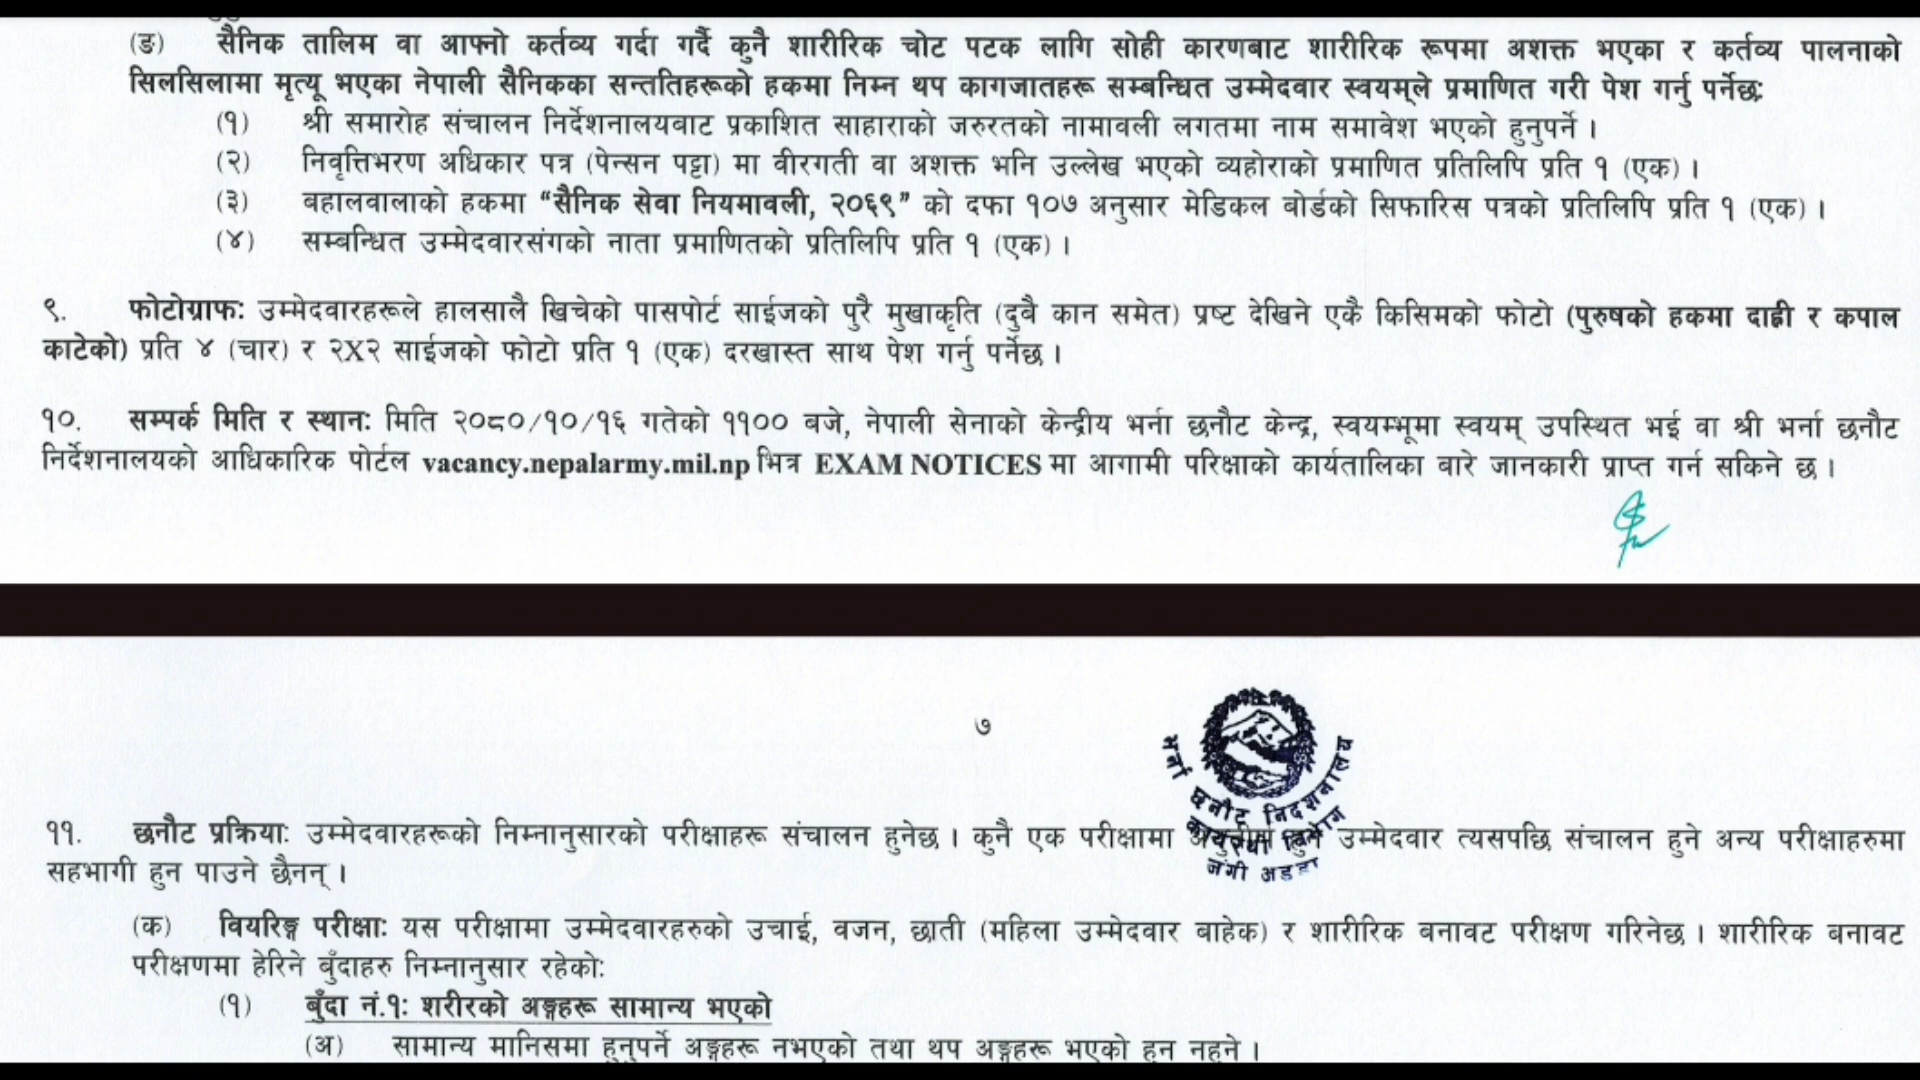 (ङ) सैनिक तालिम वा आफ्नो कर्तव्य गर्दा गर्दै कुनै शारीरिक चोट पटक लागि सोही कारणबाट शारीरिक रूपमा अशक्त भएका र कर्तव्य पालनाको
सिलसिलामा मृत्यू भएका नेपाली सैनिकका सन्ततिहरूको हकमा निम्न थप कागजातहरू सम्बन्धित उम्मेदवार स्वयम्‌ले प्रमाणित गरी पेश गर्नु पर्नेछ:
(१) श्री समारोह संचालन निर्देशनालयवाट प्रकाशित साहाराको जरुरतको नामावली लगतमा नाम समावेश भएको हुनुपर्ने ।
(२) निवृत्तिभरण अधिकार पत्र (पेन्सन पट्टा) मा वीरगती वा अशक्त भनि उल्लेख भएको व्यहोराको प्रमाणित प्रतिलिपि प्रति १ (एक) ।
(३) बहालवालाको हकमा “सैनिक सेवा नियमावली, २०६९” को दफा १०७ अनुसार मेडिकल बोर्डको सिफारिस पत्रको प्रतिलिपि प्रति १ (एक) ।
(४) सम्बन्धित उम्मेदवारसंगको नाता प्रमाणितको प्रतिलिपि प्रति १ (एक) ।
९. फोटोग्राफ: उम्मेदवारहरूले हालसालै खिचेको पासपोर्ट साईजको पुरै मुखाकृति (दुबै कान समेत) प्रष्ट देखिने एकै किसिमको फोटो (पुरुषको हकमा दाह्री र कपाल
काटेको) प्रति ४ (चार) र २X२ साईजको फोटो प्रति १ (एक) दरखास्त साथ पेश गर्नु पर्नेछ ।
१०. सम्पर्क मिति र स्थान: मिति २०८०/१०/१६ गतेको ११०० बजे, नेपाली सेनाको केन्द्रीय भर्ना छनौट केन्द्र, स्वयम्भूमा स्वयम् उपस्थित भई वा श्री भर्ना छनौट
निर्देशनालयको आधिकारिक पोर्टल vacancy.nepalarmy.mil.np भित्र EXAM NOTICES मा आगामी परिक्षाको कार्यतालिका बारे जानकारी प्राप्त गर्न सकिने छ ।
७
भर्ना छनौट निर्देशनालय
कार्यरथी विभाग
जंगी अड्डा
११. छनौट प्रक्रिया: उम्मेदवारहरूको निम्नानुसारको परीक्षाहरू संचालन हुनेछ । कुनै एक परीक्षामा अनुत्तीर्ण हुने उम्मेदवार त्यसपछि संचालन हुने अन्य परीक्षाहरुमा
सहभागी हुन पाउने छैनन् ।
(क) वियरिङ्ग परीक्षा: यस परीक्षामा उम्मेदवारहरुको उचाई, वजन, छाती (महिला उम्मेदवार बाहेक) र शारीरिक बनावट परीक्षण गरिनेछ । शारीरिक बनावट
परीक्षणमा हेरिने बुँदाहरु निम्नानुसार रहेको:
(१) बुँदा नं.१: शरीरको अङ्गहरू सामान्य भएको
(अ) सामान्य मानिसमा हुनुपर्ने अङ्गहरू नभएको तथा थप अङ्गहरू भएको हुन नहुने ।